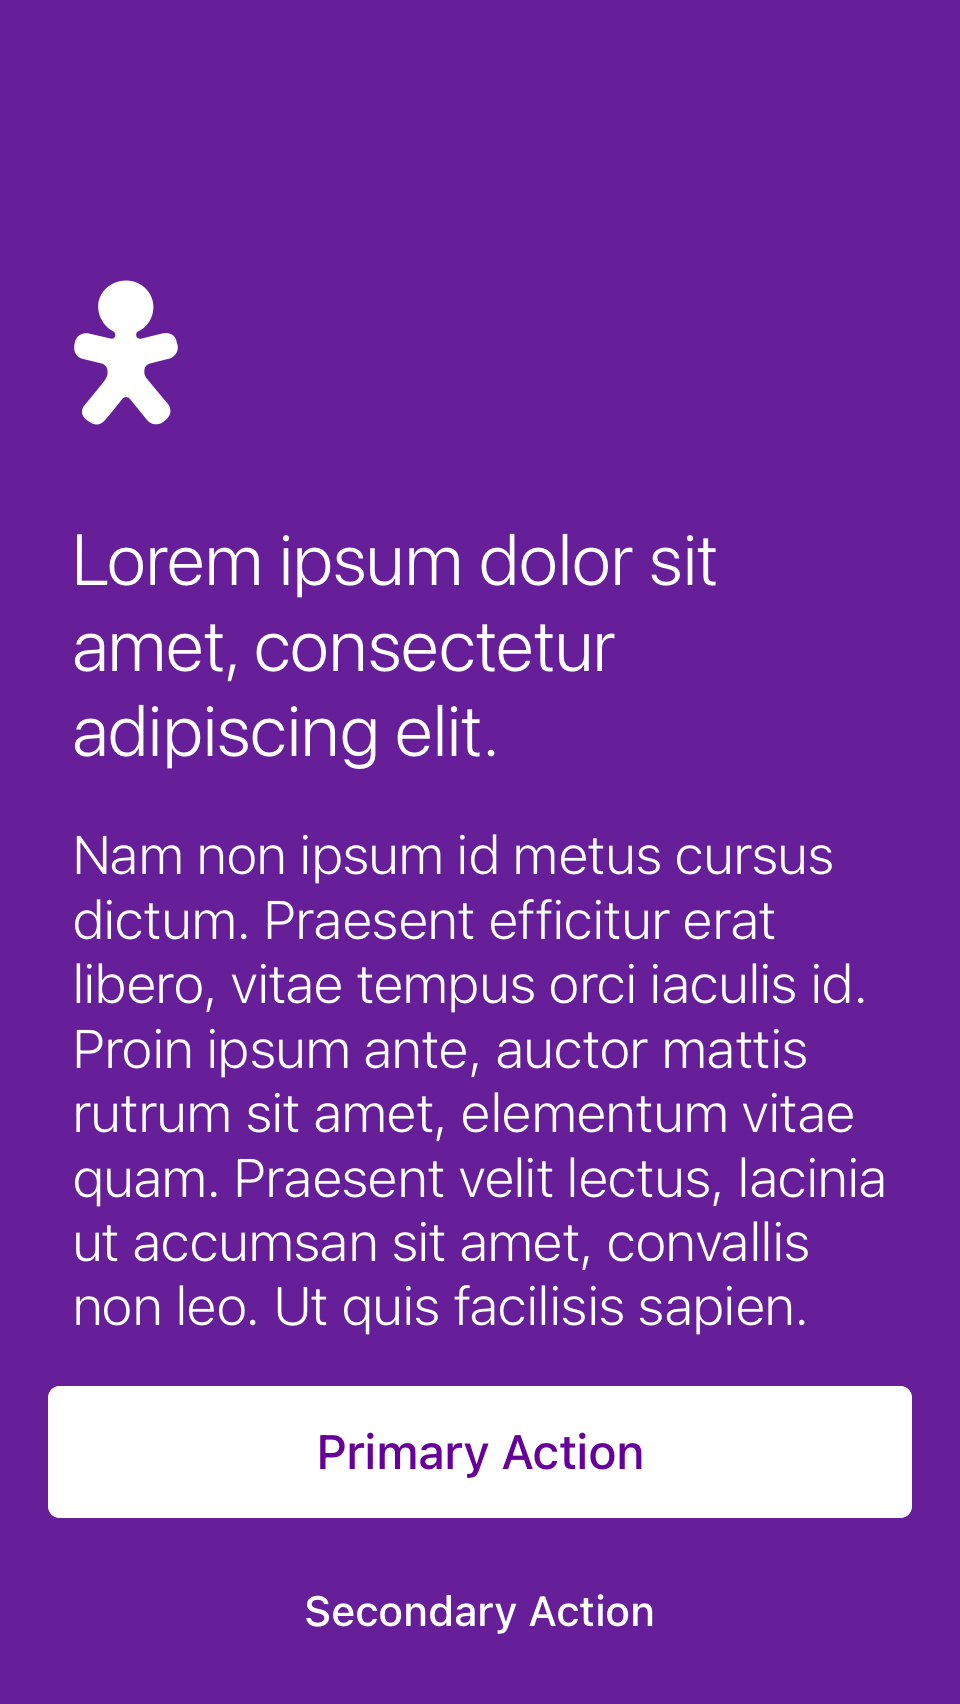 Lorem ipsum dolor sit
amet, consectetur
adipiscing elit.
Nam non ipsum id metus cursus
dictum. Praesent efficitur erat
libero, vitae tempus orci iaculis id.
Proin ipsum ante, auctor mattis
rutrum sit amet, elementum vitae
quam. Praesent velit lectus, lacinia
ut accumsan sit amet, convallis
non leo. Ut quis facilisis sapien.
Primary Action
Secondary Action